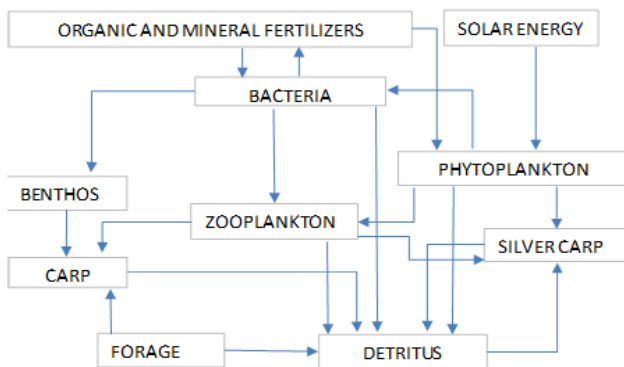 ORGANIC AND MINERAL FERTILIZERS
SOLAR ENERGY
BACTERIA
PHYTOPLANKTON
BENTHOS
ZOOPLANKTON
SILVER CARP
CARP
FORAGE
DETRITUS